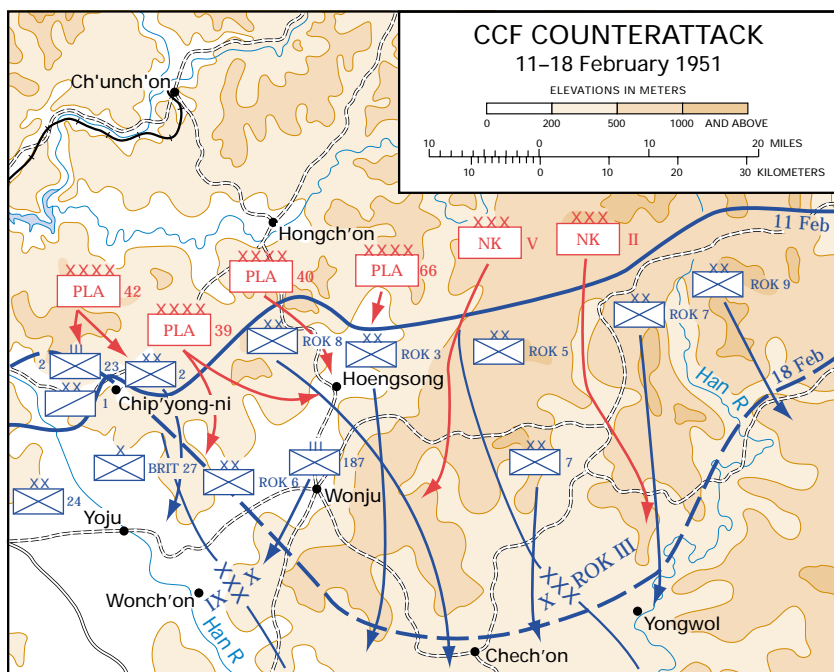 CCF COUNTERATTACK
11–18 February 1951
ELEVATIONS IN METERS
0 200 500 1000 AND ABOVE
10 0 10 20 MILES
10 0 10 20 30 KILOMETERS
Ch'unch'on
Hongch'on
11 Feb
XXX
NK V
XXX
NK II
XXXX
PLA 40
XXXX
PLA 66
XXXX
PLA 42
XXXX
PLA 39
XX
ROK 9
XX
ROK 7
XX
ROK 8
XX
ROK 3
XX
ROK 5
III
2 23
XX
2
XX
1
Chip'yong-ni
Hoengsong
Han R
18 Feb
X
BRIT 27
XX
ROK 6
III
187
XX
7
XX
24
Wonju
Yoju
Wonch'on
IX XXX X
X XXX ROK III
Han R
Yongwol
Chech'on